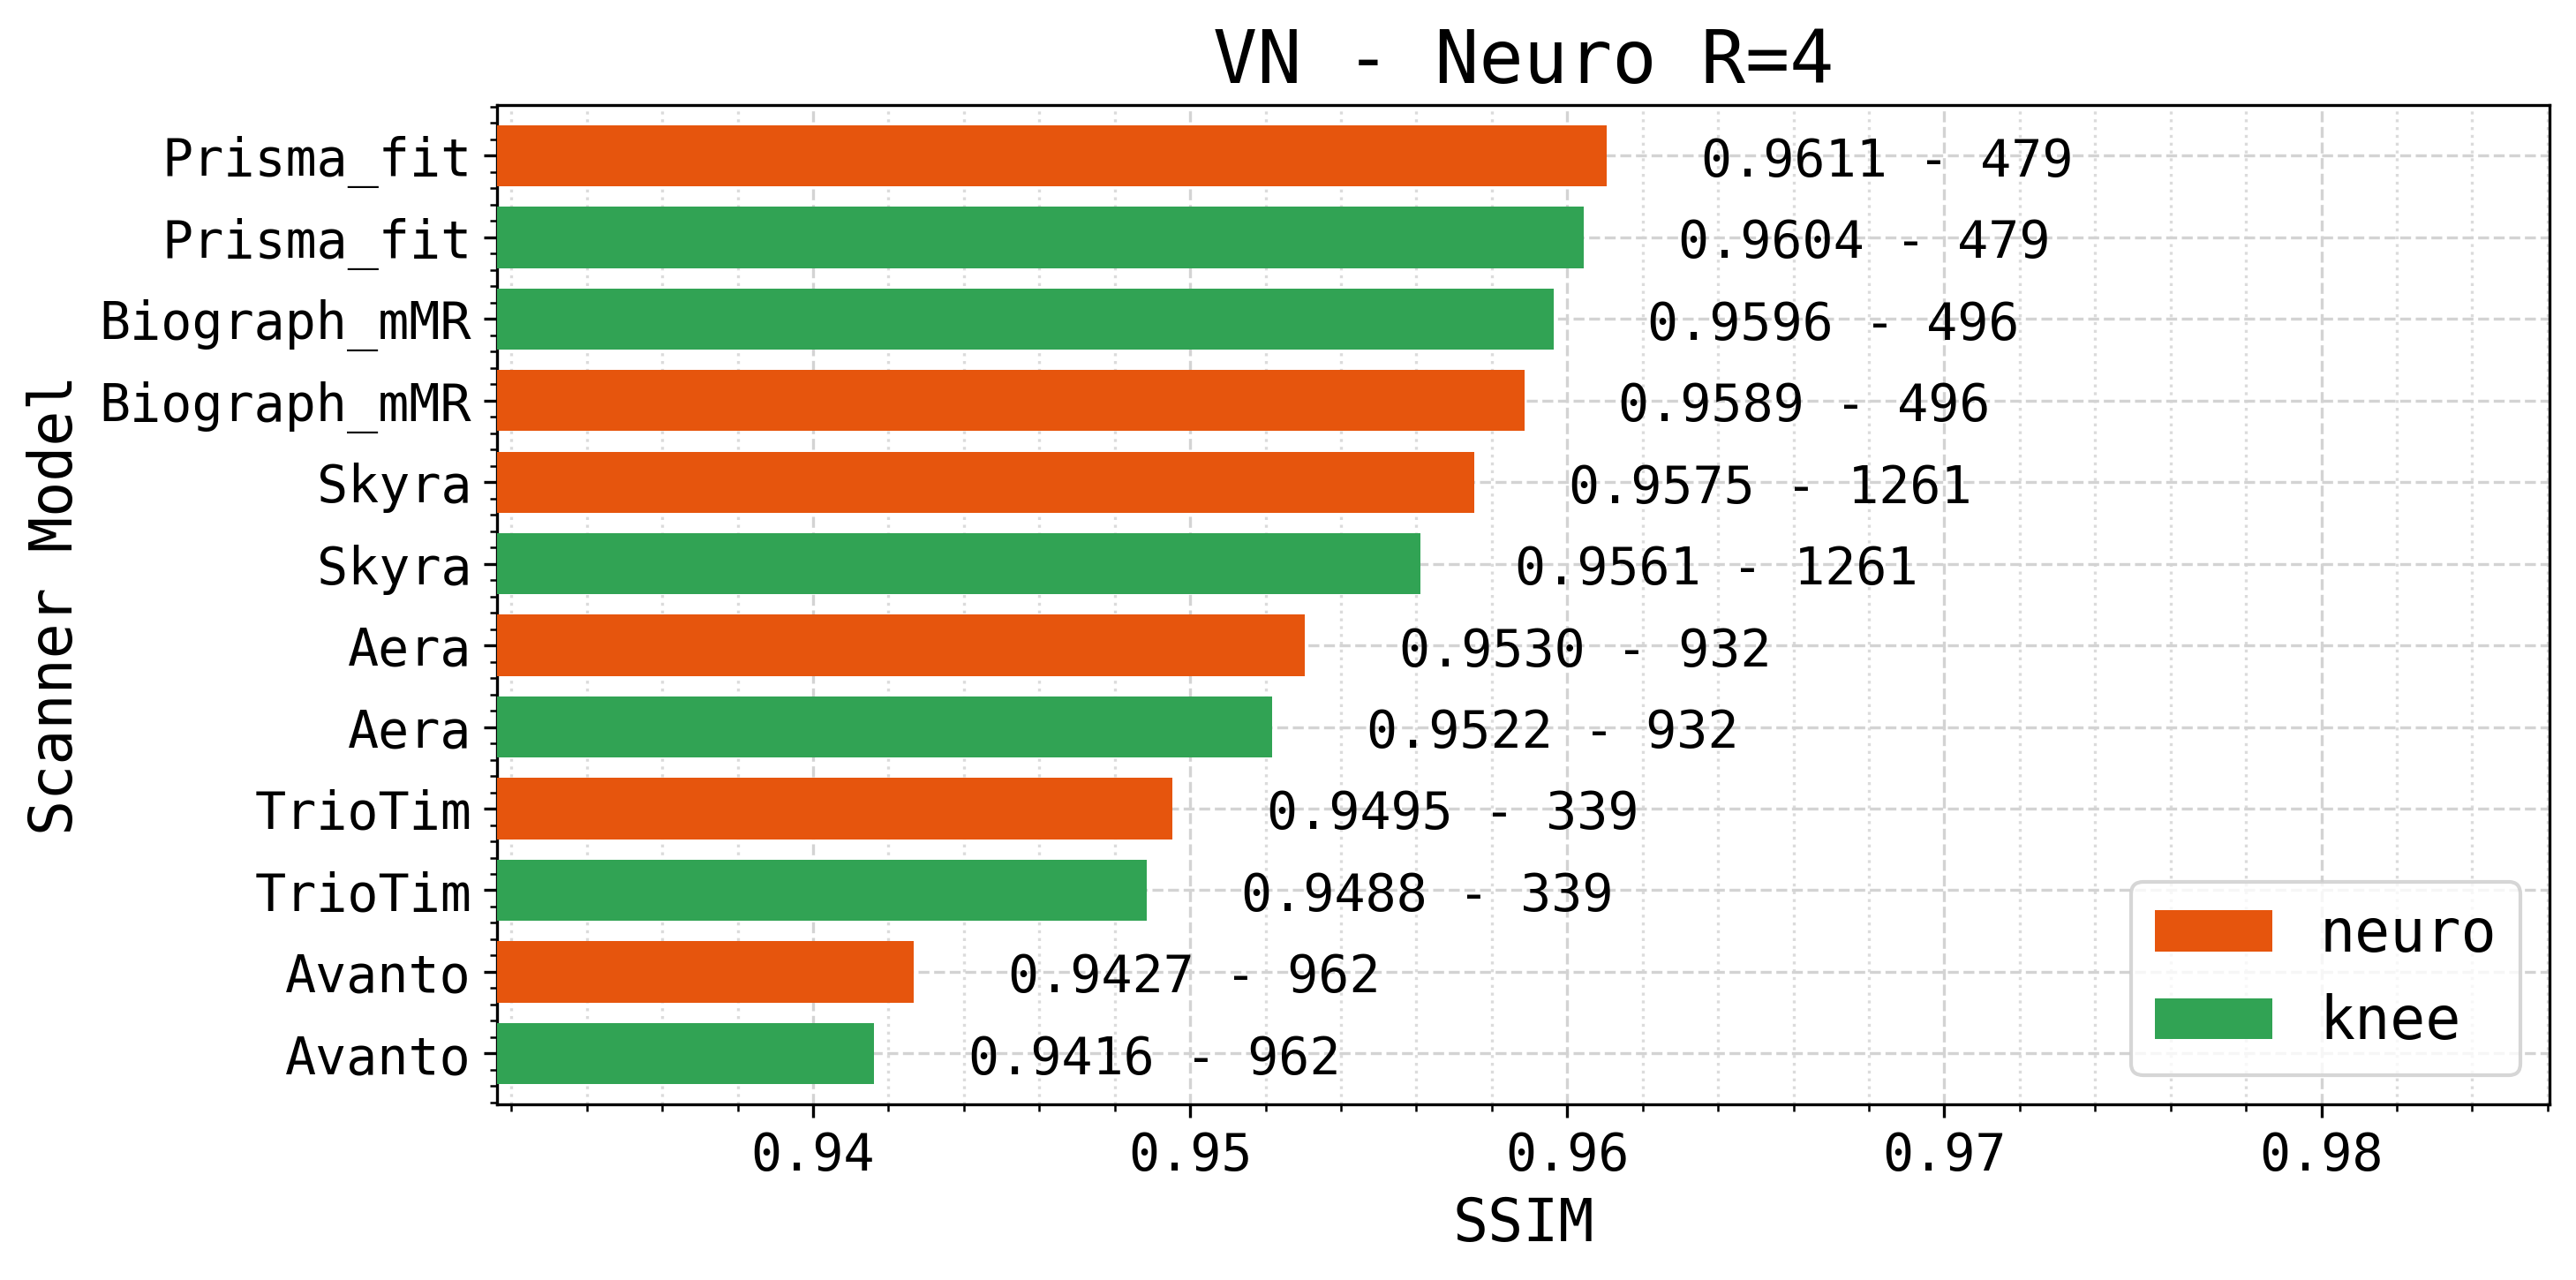 VN - Neuro R=4
Scanner Model
Prisma_fit 0.9611 - 479
Prisma_fit 0.9604 - 479
Biograph_mMR 0.9596 - 496
Biograph_mMR 0.9589 - 496
Skyra 0.9575 - 1261
Skyra 0.9561 - 1261
Aera 0.9530 - 932
Aera 0.9522 - 932
TrioTim 0.9495 - 339
TrioTim 0.9488 - 339
Avanto 0.9427 - 962
Avanto 0.9416 - 962
neuro
knee
0.94 0.95 0.96 0.97 0.98
SSIM